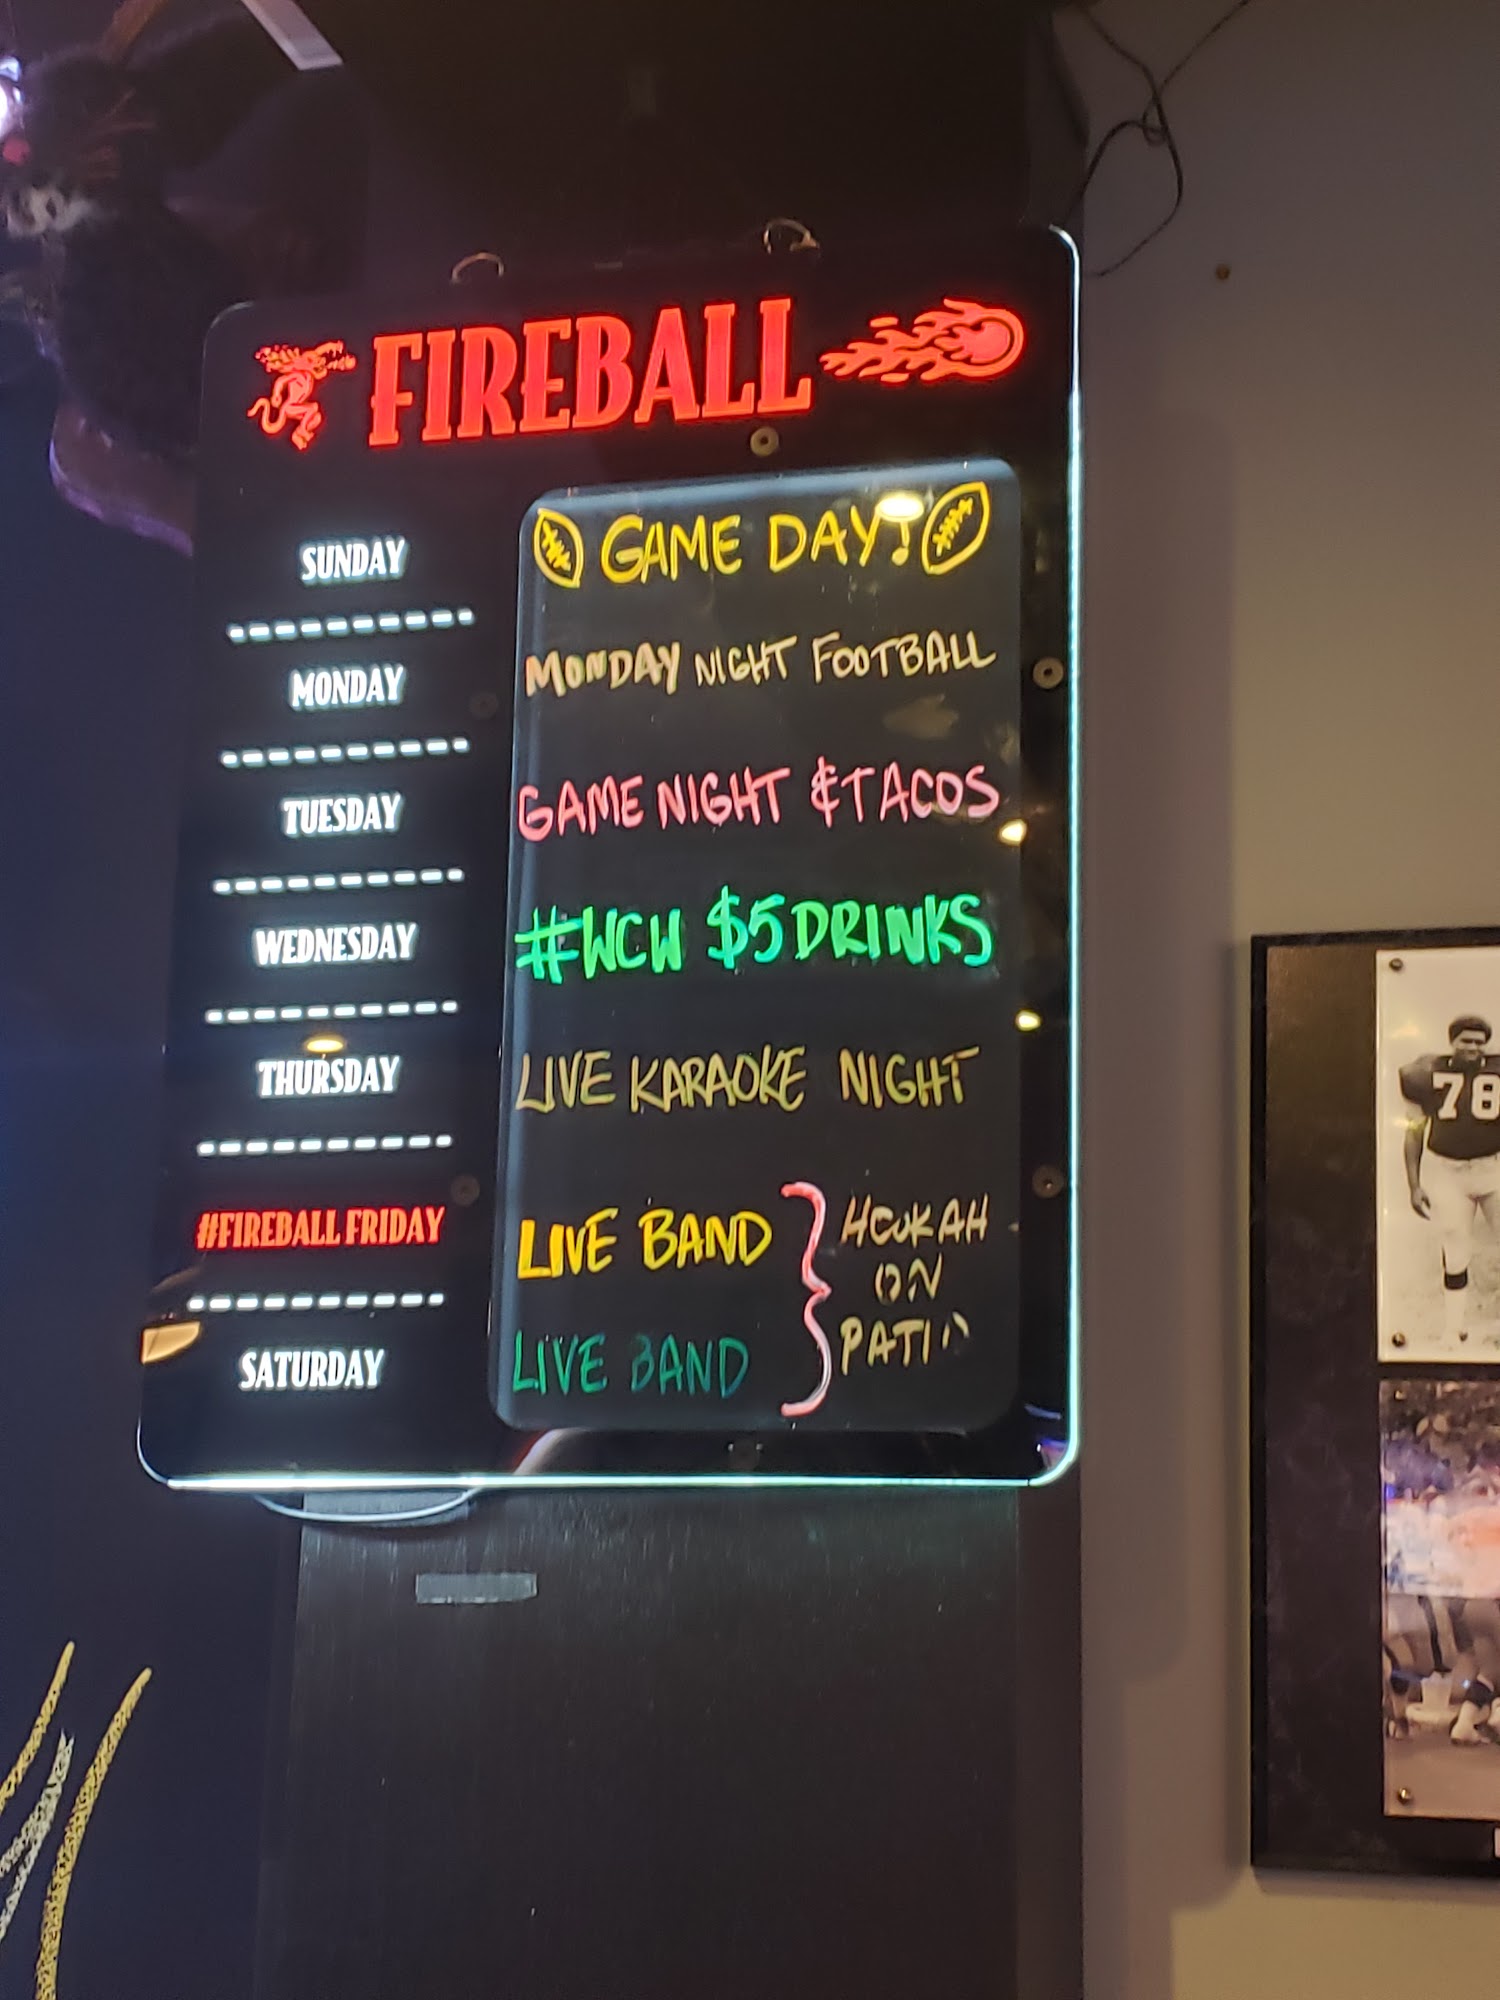 FIREBALL
SUNDAY GAME DAY!
MONDAY MONDAY NIGHT FOOTBALL
TUESDAY GAME NIGHT & TACOS
WEDNESDAY #WCW $5 DRINKS
THURSDAY LIVE KARAOKE NIGHT
#FIREBALL FRIDAY LIVE BAND
SATURDAY LIVE BAND
HOOKAH
ON
PATIO
78